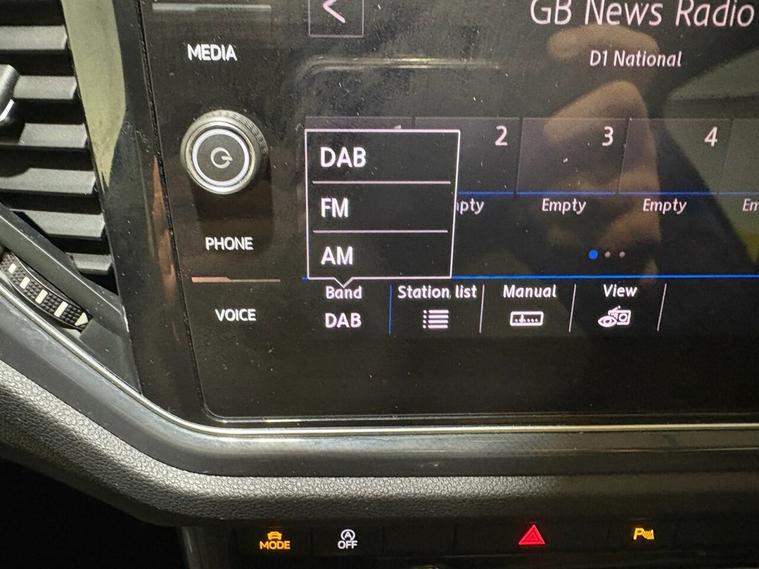 GB News Radio
MEDIA
D1 National
2
3
4
DAB
FM
Empty
Empty
AM
PHONE
Band
Station list
Manual
View
VOICE
DAB
MODE
A
OFF